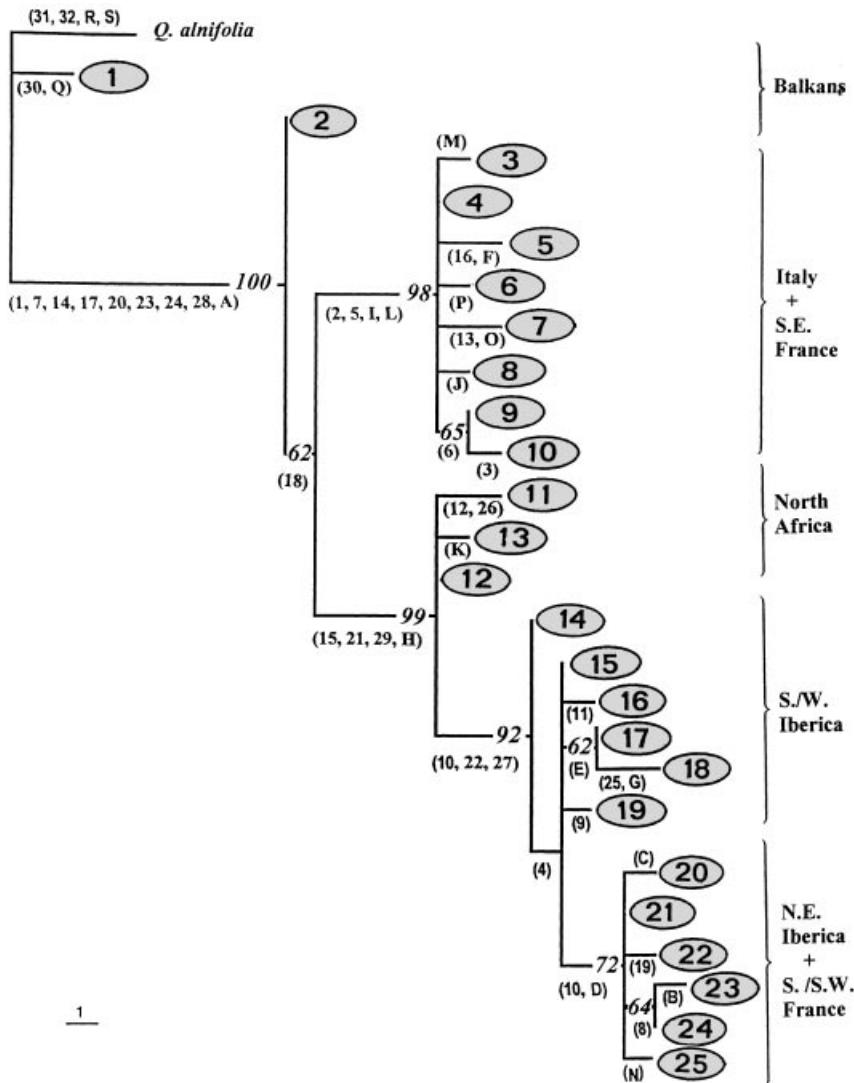 (31, 32, R, S)
Q. alnifolia
1
(30, Q)
Balkans
2
(M)
3
4
5
(16, F)
100
(1, 7, 14, 17, 20, 23, 24, 28, A)
98
(2, 5, I, L)
6
(P)
7
(13, O)
Italy
+
S.E.
France
8
(J)
9
65
(6)
10
(3)
62
(18)
11
(12, 26)
13
(K)
12
North
Africa
99
(15, 21, 29, H)
14
15
16
(11)
17
62
(E)
18
(25, G)
92
(10, 22, 27)
19
(9)
S./W.
Iberica
(4)
(C)
20
21
22
(19)
72
(10, D)
23
(B)
64
(8)
24
25
(N)
N.E.
Iberica
+
S. /S.W.
France
1